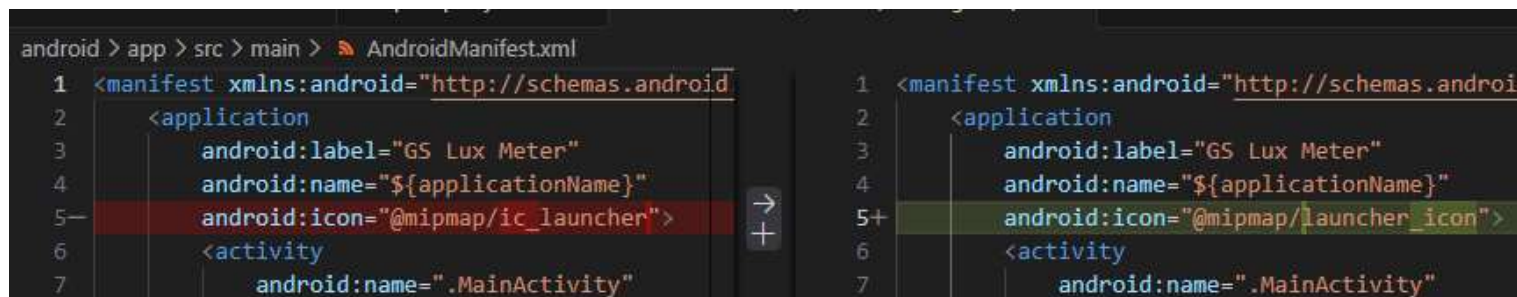 android > app > src > main > AndroidManifest.xml
1 <manifest xmlns:android="http://schemas.android
2 <application
3 android:label="GS Lux Meter"
4 android:name="${applicationName}"
5— android:icon="@mipmap/ic_launcher">
6 <activity
7 android:name=".MainActivity"
1 <manifest xmlns:android="http://schemas.androi
2 <application
3 android:label="GS Lux Meter"
4 android:name="${applicationName}"
5+ android:icon="@mipmap/launcher_icon">
6 <activity
7 android:name=".MainActivity"